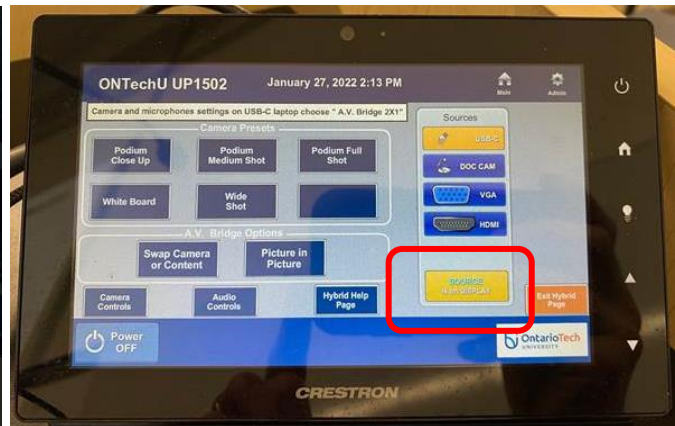 ONTechU UP1502 January 27, 2022 2:13 PM
Main
Admin
Camera and microphones settings on USB-C laptop choose " A.V. Bridge 2X1"
Camera Presets
Podium
Close Up
Podium
Medium Shot
Podium Full
Shot
White Board
Wide
Shot
A.V. Bridge Options
Swap Camera
or Content
Picture in
Picture
Camera
Controls
Audio
Controls
Hybrid Help
Page
Sources
USB-C
DOC CAM
VGA
HDMI
SOURCE
Exit Hybrid
Page
Power
OFF
OntarioTech
UNIVERSITY
CRESTRON